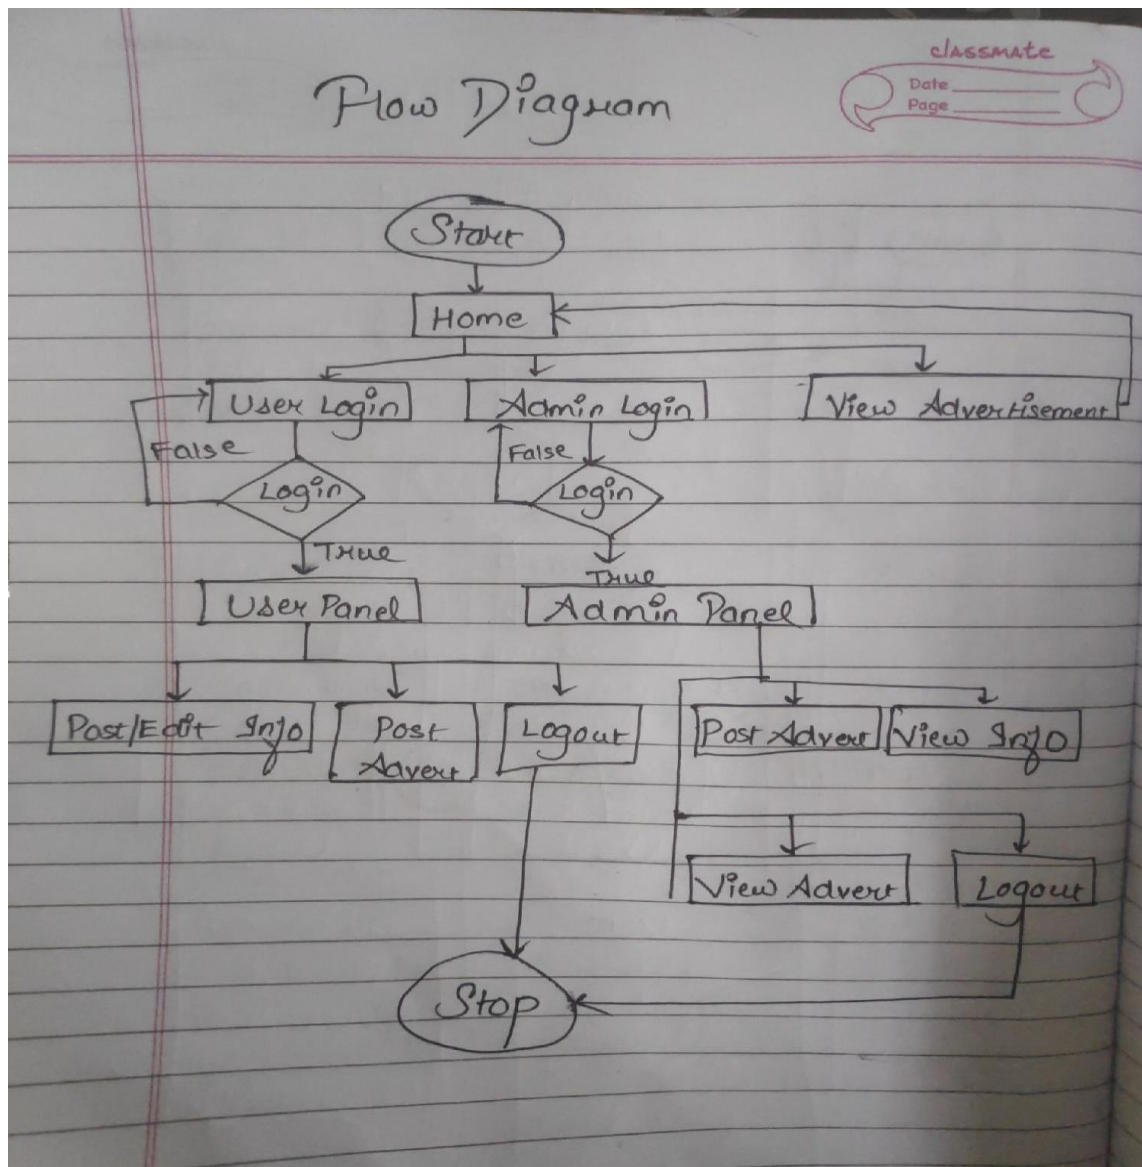 classmate
Date
Page
Flow Diagram
Start
Home
User Login
Admin Login
View Advertisement
False
False
Login
Login
True
True
User Panel
Admin Panel
Post/Edit Info
Post
Advert
Logout
Post Advert
View Info
View Advert
Logout
Stop